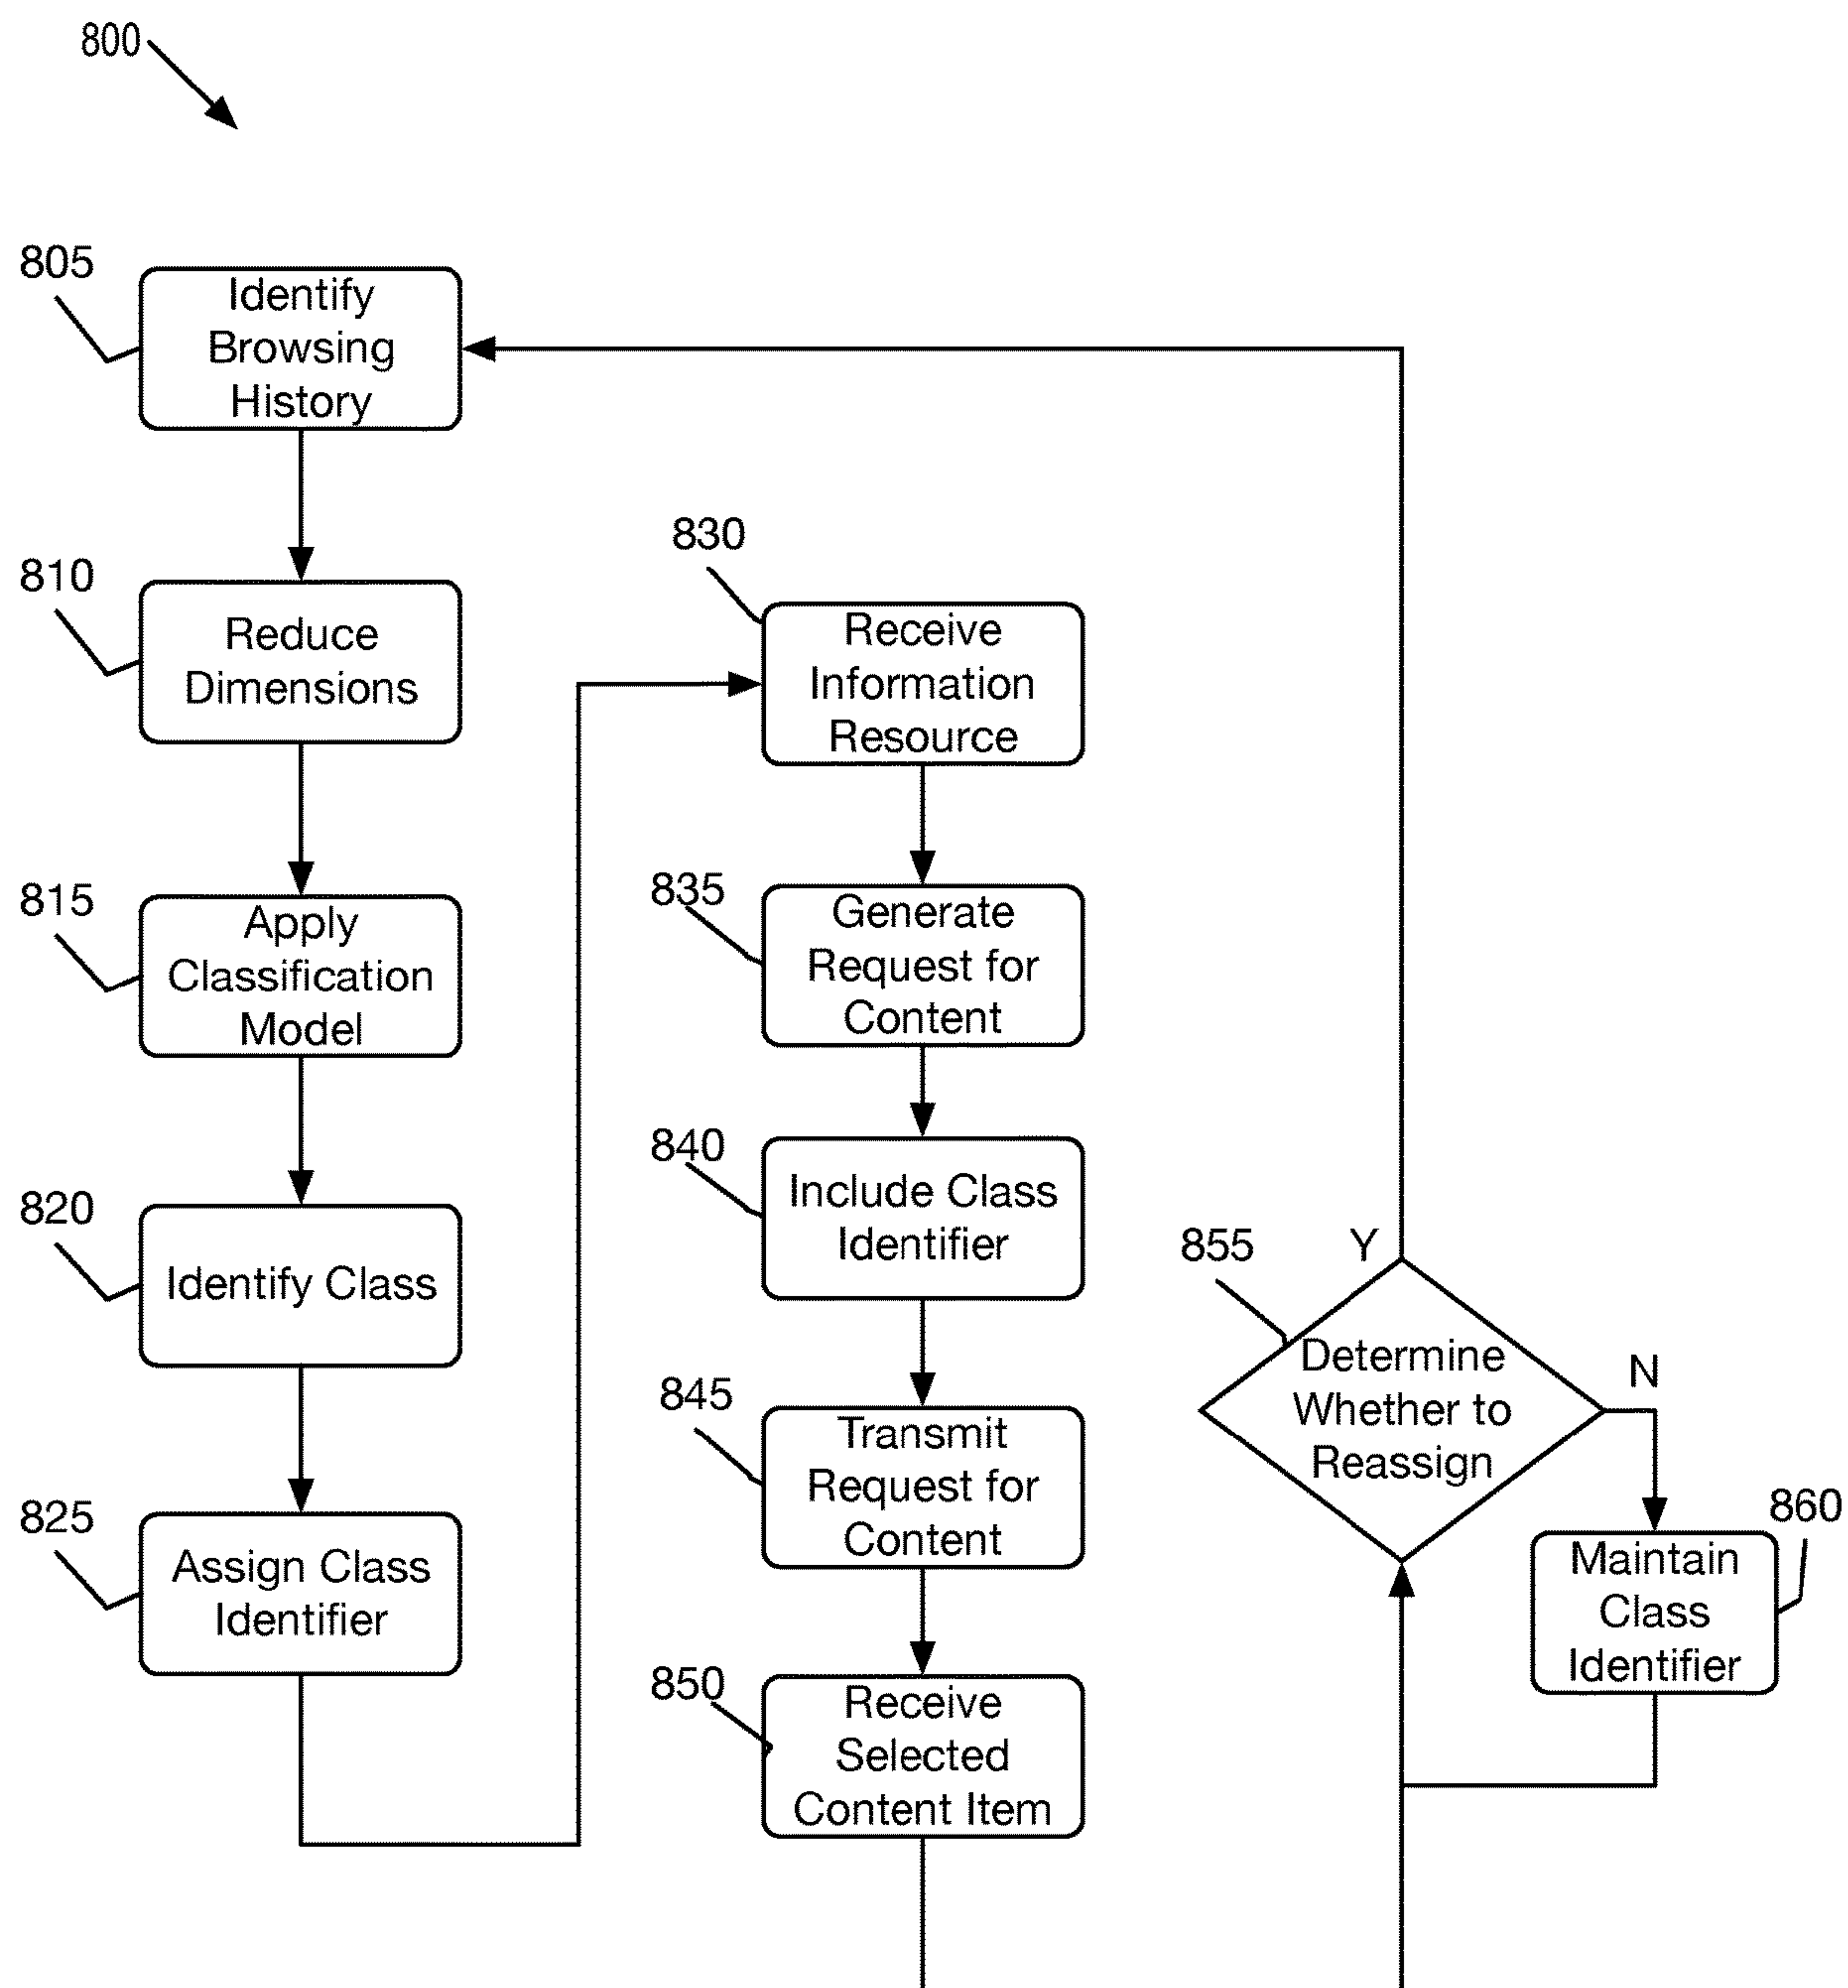 800
805
Identify
Browsing
History
810
Reduce
Dimensions
815
Apply
Classification
Model
820
Identify Class
825
Assign Class
Identifier
830
Receive
Information
Resource
835
Generate
Request for
Content
840
Include Class
Identifier
845
Transmit
Request for
Content
850
Receive
Selected
Content Item
855
Y
N
Determine
Whether to
Reassign
860
Maintain
Class
Identifier